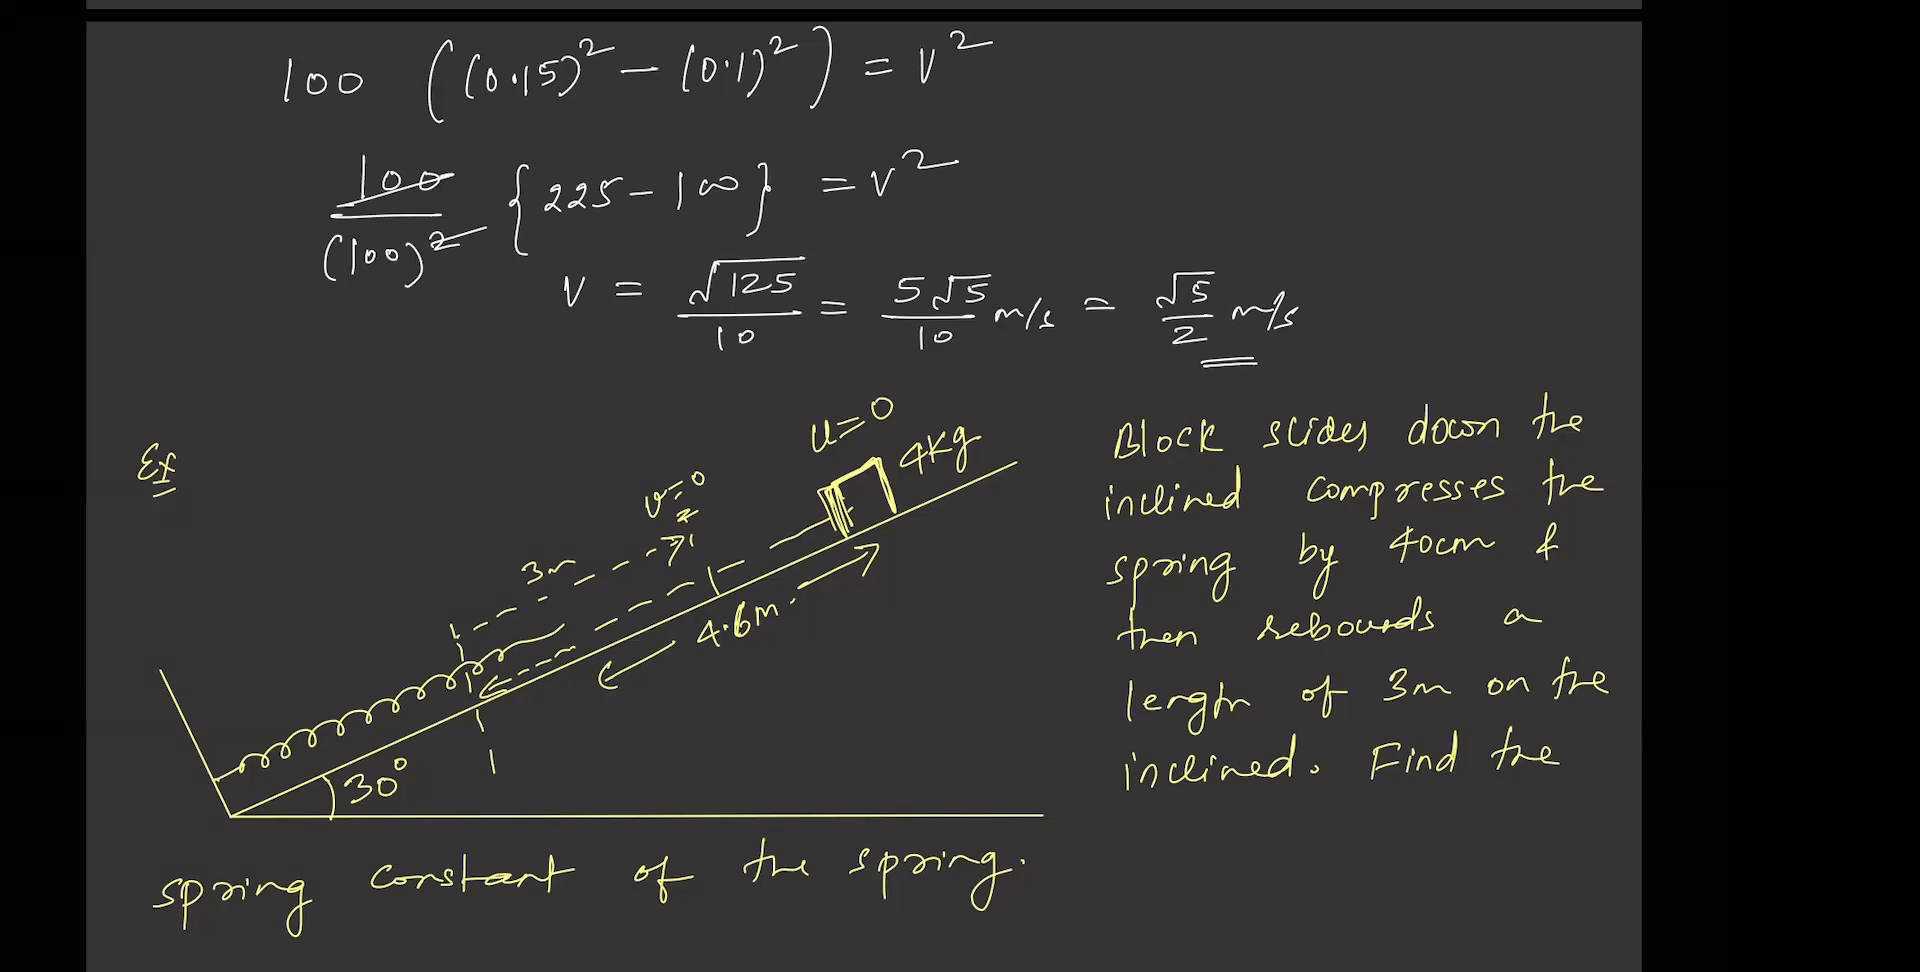 100 ((0.15)² - (0.1)²) = v²
100/(100)² {225 - 100} = v²
v = √125/10 = 5√5/10 m/s = √5/2 m/s
Ex
u=0
4kg
v=0
3m
4.6m
30°
Block slides down the
inclined compresses the
spring by 40cm &
then rebounds a
length of 3m on the
inclined. Find the
spring constant of the spring.